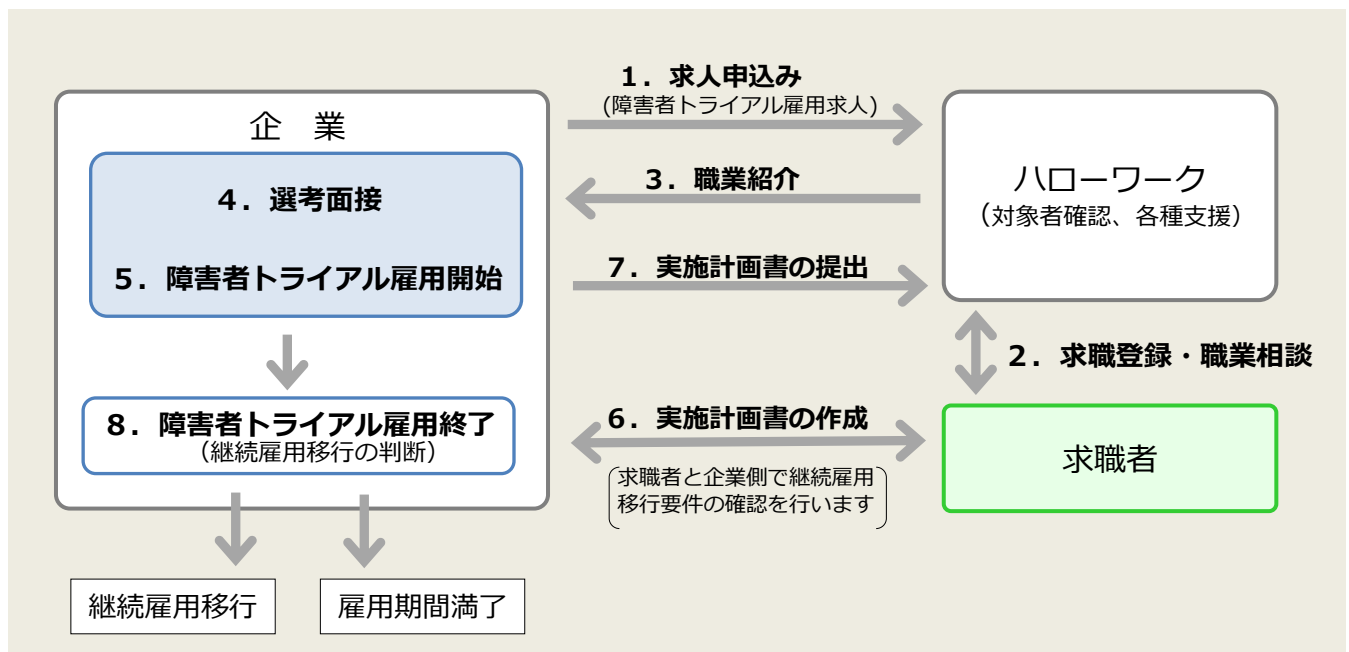 1．求人申込み
(障害者トライアル雇用求人)
企　業
4．選考面接
5．障害者トライアル雇用開始
3．職業紹介
ハローワーク
（対象者確認、各種支援）
7．実施計画書の提出
2．求職登録・職業相談
8．障害者トライアル雇用終了
（継続雇用移行の判断）
6．実施計画書の作成
求職者と企業側で継続雇用
移行要件の確認を行います
求職者
継続雇用移行
雇用期間満了